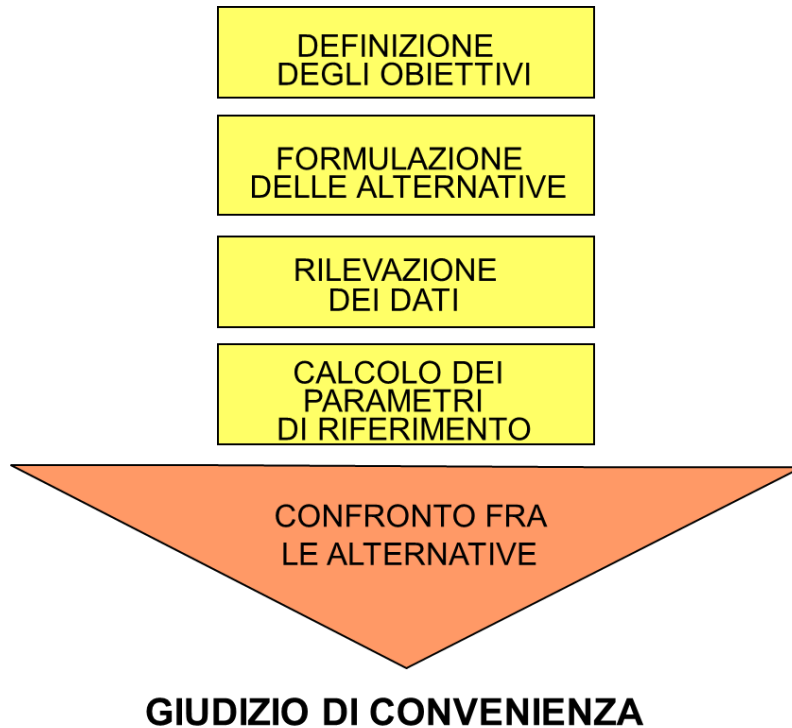 DEFINIZIONE
DEGLI OBIETTIVI
FORMULAZIONE
DELLE ALTERNATIVE
RILEVAZIONE
DEI DATI
CALCOLO DEI
PARAMETRI
DI RIFERIMENTO
CONFRONTO FRA
LE ALTERNATIVE
GIUDIZIO DI CONVENIENZA